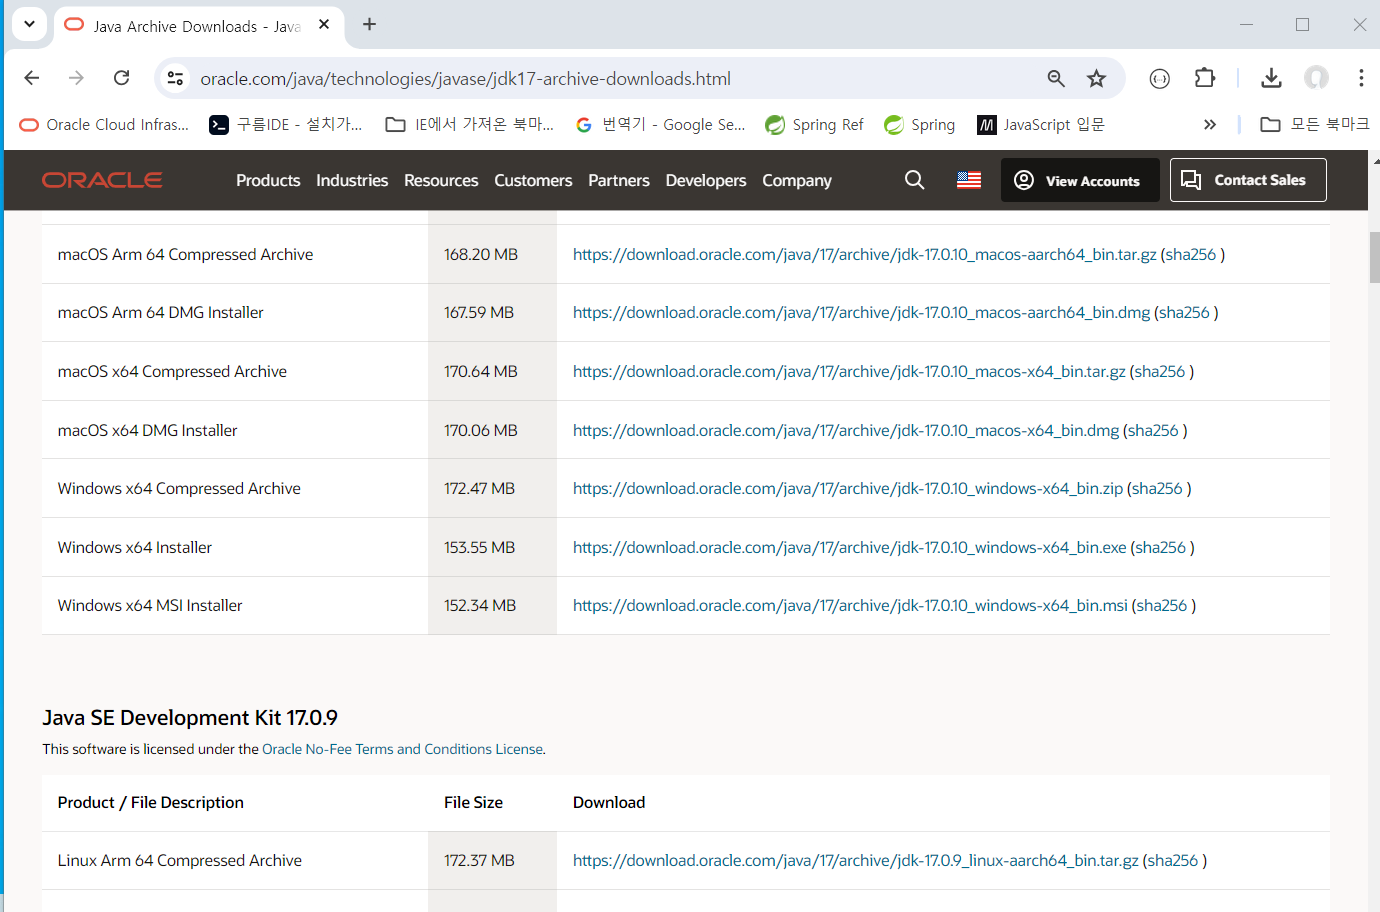 Java Archive Downloads - Java
oracle.com/java/technologies/javase/jdk17-archive-downloads.html
Oracle Cloud Infras... 구름IDE - 설치가... IE에서 가져온 북마... 번역기 - Google Se... Spring Ref Spring JavaScript 입문 » 모든 북마크
ORACLE Products Industries Resources Customers Partners Developers Company View Accounts Contact Sales
macOS Arm 64 Compressed Archive 168.20 MB https://download.oracle.com/java/17/archive/jdk-17.0.10_macos-aarch64_bin.tar.gz (sha256 )
macOS Arm 64 DMG Installer 167.59 MB https://download.oracle.com/java/17/archive/jdk-17.0.10_macos-aarch64_bin.dmg (sha256 )
macOS x64 Compressed Archive 170.64 MB https://download.oracle.com/java/17/archive/jdk-17.0.10_macos-x64_bin.tar.gz (sha256 )
macOS x64 DMG Installer 170.06 MB https://download.oracle.com/java/17/archive/jdk-17.0.10_macos-x64_bin.dmg (sha256 )
Windows x64 Compressed Archive 172.47 MB https://download.oracle.com/java/17/archive/jdk-17.0.10_windows-x64_bin.zip (sha256 )
Windows x64 Installer 153.55 MB https://download.oracle.com/java/17/archive/jdk-17.0.10_windows-x64_bin.exe (sha256 )
Windows x64 MSI Installer 152.34 MB https://download.oracle.com/java/17/archive/jdk-17.0.10_windows-x64_bin.msi (sha256 )
Java SE Development Kit 17.0.9
This software is licensed under the Oracle No-Fee Terms and Conditions License.
Product / File Description File Size Download
Linux Arm 64 Compressed Archive 172.37 MB https://download.oracle.com/java/17/archive/jdk-17.0.9_linux-aarch64_bin.tar.gz (sha256 )